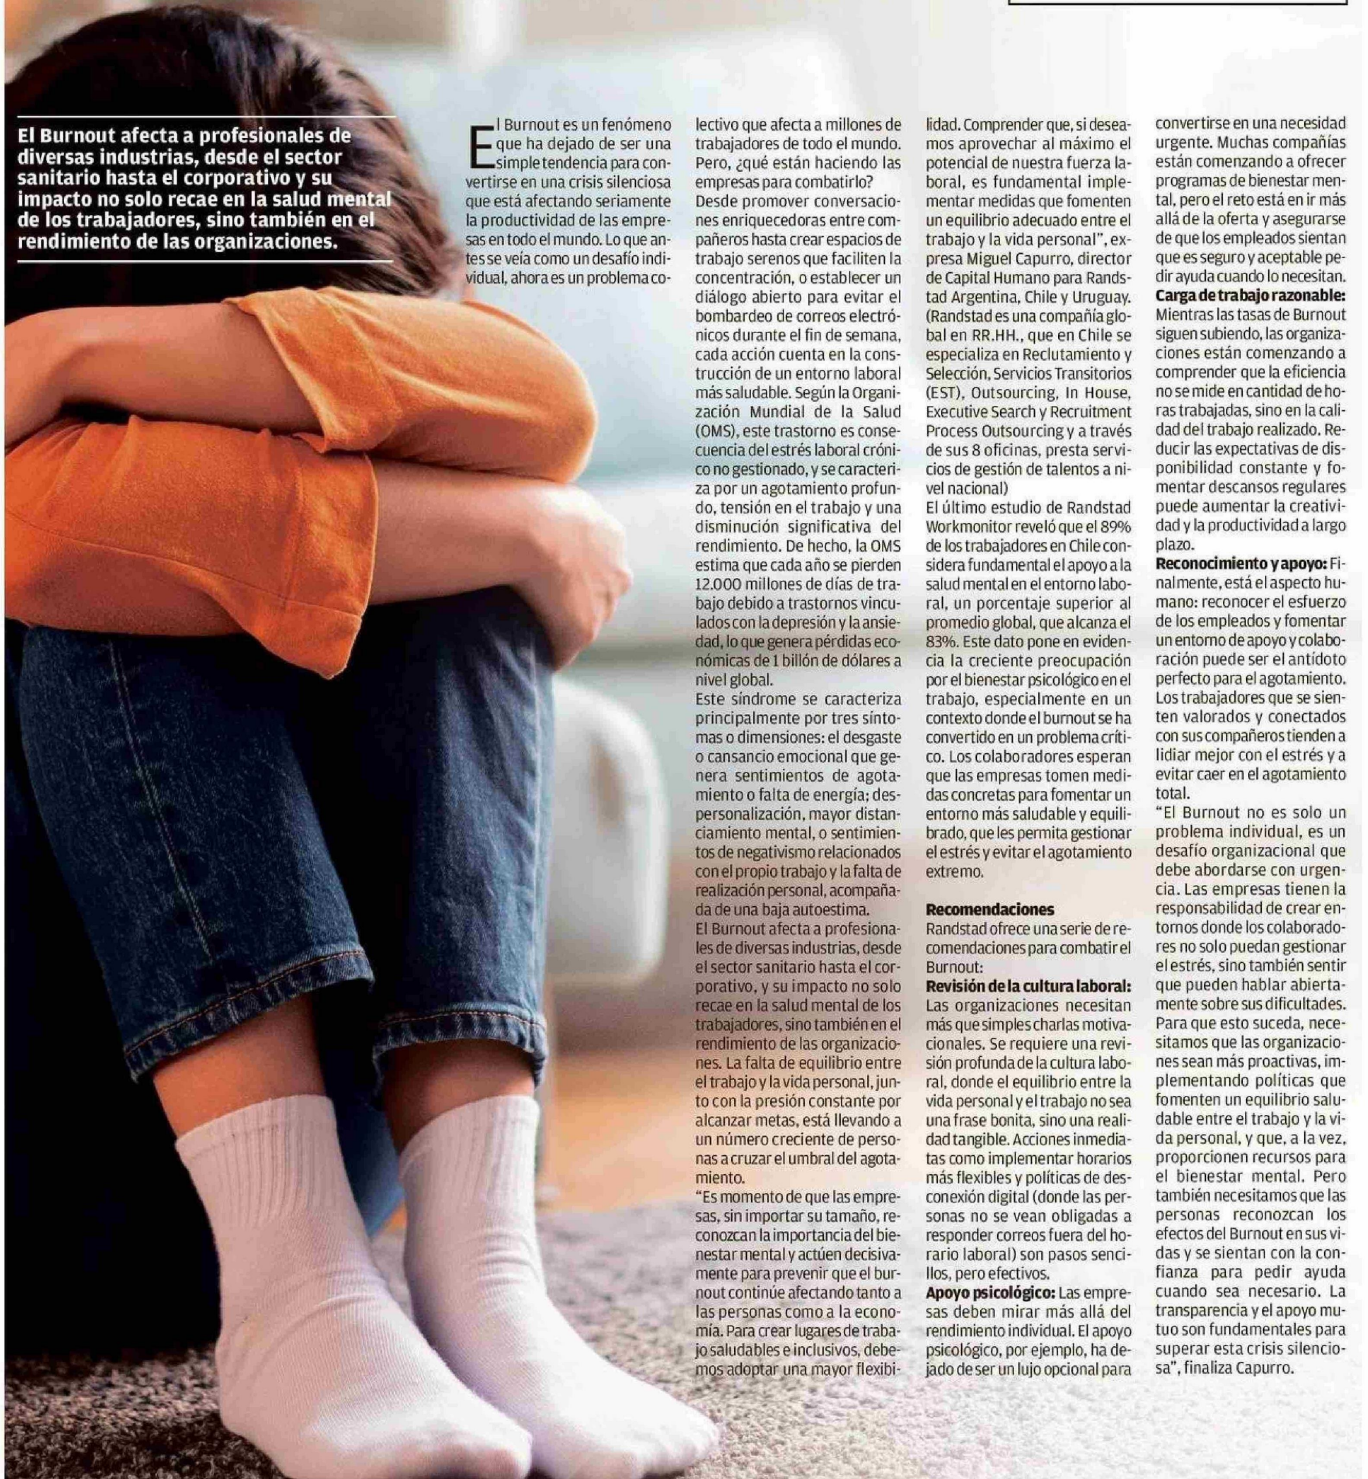 El Burnout afecta a profesionales de
diversas industrias, desde el sector
sanitario hasta el corporativo y su
impacto no solo recae en la salud mental
de los trabajadores, sino también en el
rendimiento de las organizaciones.
El Burnout es un fenómeno
que ha dejado de ser una
simple tendencia para con-
vertirse en una crisis silenciosa
que está afectando seriamente
la productividad de las empre-
sas en todo el mundo. Lo que an-
tes se veía como un desafío indi-
vidual, ahora es un problema co-
lectivo que afecta a millones de
trabajadores de todo el mundo.
Pero, ¿qué están haciendo las
empresas para combatirlo?
Desde promover conversacio-
nes enriquecedoras entre com-
pañeros hasta crear espacios de
trabajo serenos que faciliten la
concentración, o establecer un
diálogo abierto para evitar el
bombardeo de correos electró-
nicos durante el fin de semana,
cada acción cuenta en la cons-
trucción de un entorno laboral
más saludable. Según la Organi-
zación Mundial de la Salud
(OMS), este trastorno es conse-
cuencia del estrés laboral cróni-
co no gestionado, y se caracteri-
za por un agotamiento profun-
do, tensión en el trabajo y una
disminución significativa del
rendimiento. De hecho, la OMS
estima que cada año se pierden
12.000 millones de días de tra-
bajo debido a trastornos vincu-
lados con la depresión y la ansie-
dad, lo que genera pérdidas eco-
nómicas de 1 billón de dólares a
nivel global.
Este síndrome se caracteriza
principalmente por tres sínto-
mas o dimensiones: el desgaste
o cansancio emocional que ge-
nera sentimientos de agota-
miento o falta de energía; des-
personalización, mayor distan-
ciamiento mental, o sentimien-
tos de negativismo relacionados
con el propio trabajo y la falta de
realización personal, acompaña-
da de una baja autoestima.
El Burnout afecta a profesiona-
les de diversas industrias, desde
el sector sanitario hasta el cor-
porativo, y su impacto no solo
recae en la salud mental de los
trabajadores, sino también en el
rendimiento de las organizacio-
nes. La falta de equilibrio entre
el trabajo y la vida personal, jun-
to con la presión constante por
alcanzar metas, está llevando a
un número creciente de perso-
nas a cruzar el umbral del agota-
miento.
“Es momento de que las empre-
sas, sin importar su tamaño, re-
conozcan la importancia del bie-
nestar mental y actúen decisiva-
mente para prevenir que el bur-
nout continúe afectando tanto a
las personas como a la econo-
mía. Para crear lugares de traba-
jo saludables e inclusivos, debe-
mos adoptar una mayor flexibi-
lidad. Comprender que, si desea-
mos aprovechar al máximo el
potencial de nuestra fuerza la-
boral, es fundamental imple-
mentar medidas que fomenten
un equilibrio adecuado entre el
trabajo y la vida personal”, ex-
presa Miguel Capurro, director
de Capital Humano para Rands-
tad Argentina, Chile y Uruguay.
(Randstad es una compañía glo-
bal en RR.HH., que en Chile se
especializa en Reclutamiento y
Selección, Servicios Transitorios
(EST), Outsourcing, In House,
Executive Search y Recruitment
Process Outsourcing y a través
de sus 8 oficinas, presta servi-
cios de gestión de talentos a ni-
vel nacional)
El último estudio de Randstad
Workmonitor reveló que el 89%
de los trabajadores en Chile con-
sidera fundamental el apoyo a la
salud mental en el entorno labo-
ral, un porcentaje superior al
promedio global, que alcanza el
83%. Este dato pone en eviden-
cia la creciente preocupación
por el bienestar psicológico en el
trabajo, especialmente en un
contexto donde el burnout se ha
convertido en un problema críti-
co. Los colaboradores esperan
que las empresas tomen medi-
das concretas para fomentar un
entorno más saludable y equili-
brado, que les permita gestionar
el estrés y evitar el agotamiento
extremo.
Recomendaciones
Randstad ofrece una serie de re-
comendaciones para combatir el
Burnout:
Revisión de la cultura laboral:
Las organizaciones necesitan
más que simples charlas motiva-
cionales. Se requiere una revi-
sión profunda de la cultura labo-
ral, donde el equilibrio entre la
vida personal y el trabajo no sea
una frase bonita, sino una reali-
dad tangible. Acciones inmedia-
tas como implementar horarios
más flexibles y políticas de des-
conexión digital (donde las per-
sonas no se vean obligadas a
responder correos fuera del ho-
rario laboral) son pasos senci-
llos, pero efectivos.
Apoyo psicológico: Las empre-
sas deben mirar más allá del
rendimiento individual. El apoyo
psicológico, por ejemplo, ha de-
jado de ser un lujo opcional para
convertirse en una necesidad
urgente. Muchas compañías
están comenzando a ofrecer
programas de bienestar men-
tal, pero el reto está en ir más
allá de la oferta y asegurarse
de que los empleados sientan
que es seguro y aceptable pe-
dir ayuda cuando lo necesitan.
Carga de trabajo razonable:
Mientras las tasas de Burnout
siguen subiendo, las organiza-
ciones están comenzando a
comprender que la eficiencia
no se mide en cantidad de ho-
ras trabajadas, sino en la cali-
dad del trabajo realizado. Re-
ducir las expectativas de dis-
ponibilidad constante y fo-
mentar descansos regulares
puede aumentar la creativi-
dad y la productividad a largo
plazo.
Reconocimiento y apoyo: Fi-
nalmente, está el aspecto hu-
mano: reconocer el esfuerzo
de los empleados y fomentar
un entorno de apoyo y colabo-
ración puede ser el antídoto
perfecto para el agotamiento.
Los trabajadores que se sien-
ten valorados y conectados
con sus compañeros tienden a
lidiar mejor con el estrés y a
evitar caer en el agotamiento
total.
“El Burnout no es solo un
problema individual, es un
desafío organizacional que
debe abordarse con urgen-
cia. Las empresas tienen la
responsabilidad de crear en-
tornos donde los colaborado-
res no solo puedan gestionar
el estrés, sino también sentir
que pueden hablar abierta-
mente sobre sus dificultades.
Para que esto suceda, nece-
sitamos que las organizacio-
nes sean más proactivas, im-
plementando políticas que
fomenten un equilibrio salu-
dable entre el trabajo y la vi-
da personal, y que, a la vez,
proporcionen recursos para
el bienestar mental. Pero
también necesitamos que las
personas reconozcan los
efectos del Burnout en sus vi-
das y se sientan con la con-
fianza para pedir ayuda
cuando sea necesario. La
transparencia y el apoyo mu-
tuo son fundamentales para
superar esta crisis silencio-
sa”, finaliza Capurro.